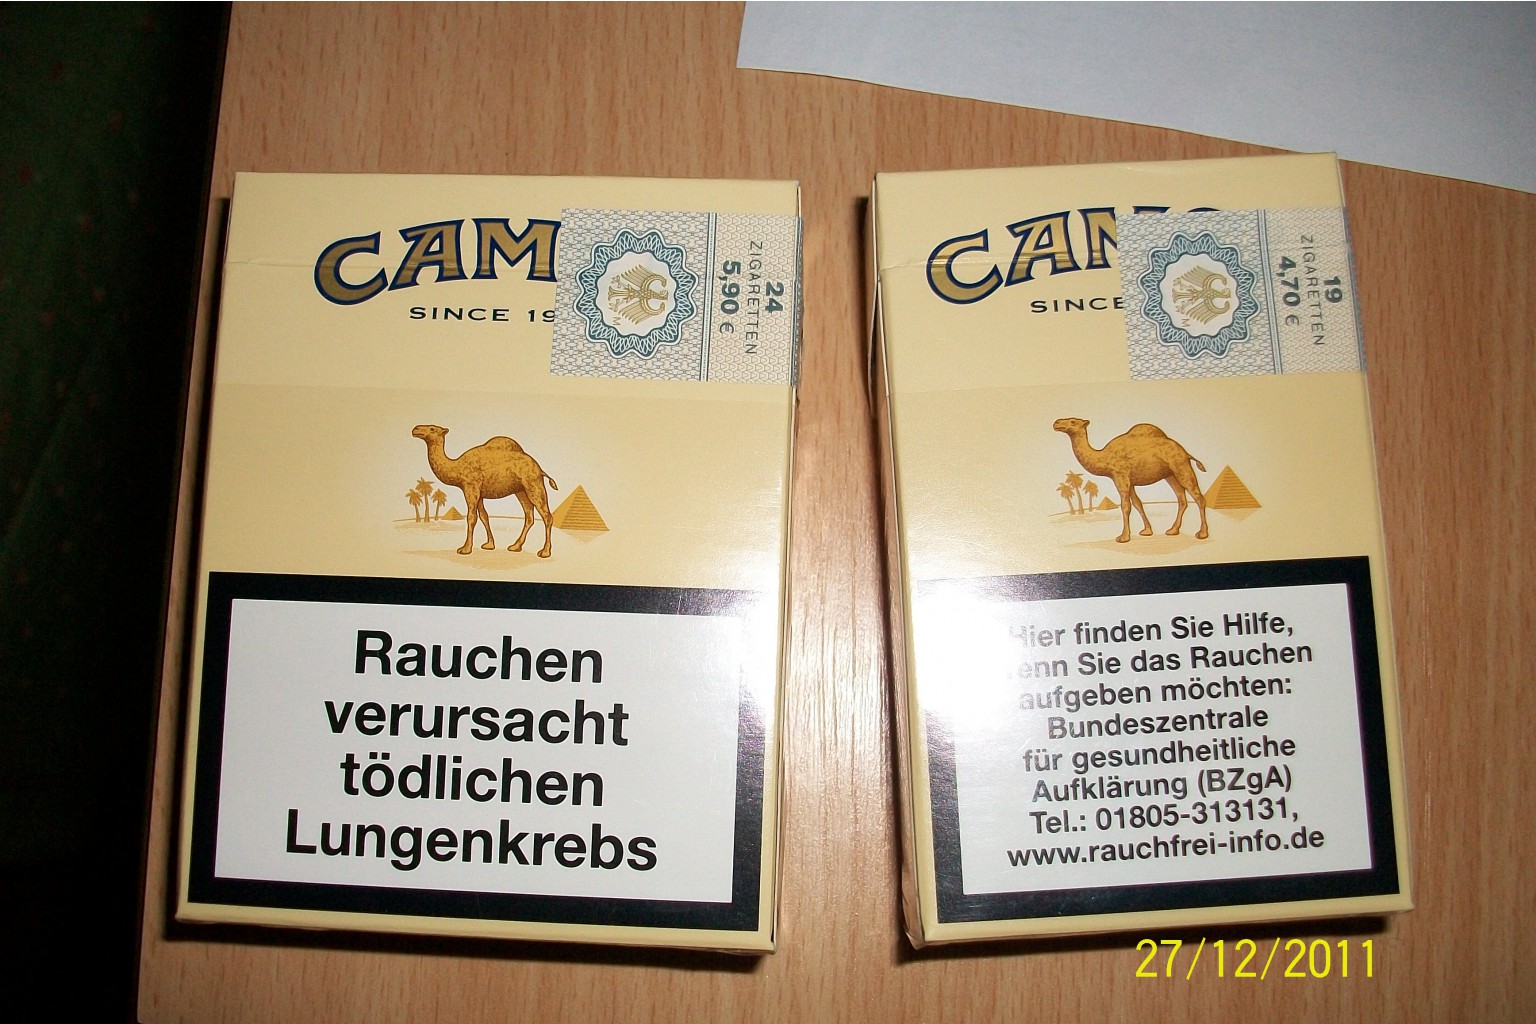 CAM
SINCE 19
24
ZIGARETTEN
5,90 €
Rauchen
verursacht
tödlichen
Lungenkrebs
CAM
SINCE
19
ZIGARETTEN
4,70 €
Hier finden Sie Hilfe,
wenn Sie das Rauchen
aufgeben möchten:
Bundeszentrale
für gesundheitliche
Aufklärung (BZgA)
Tel.: 01805-313131,
www.rauchfrei-info.de
27/12/2011